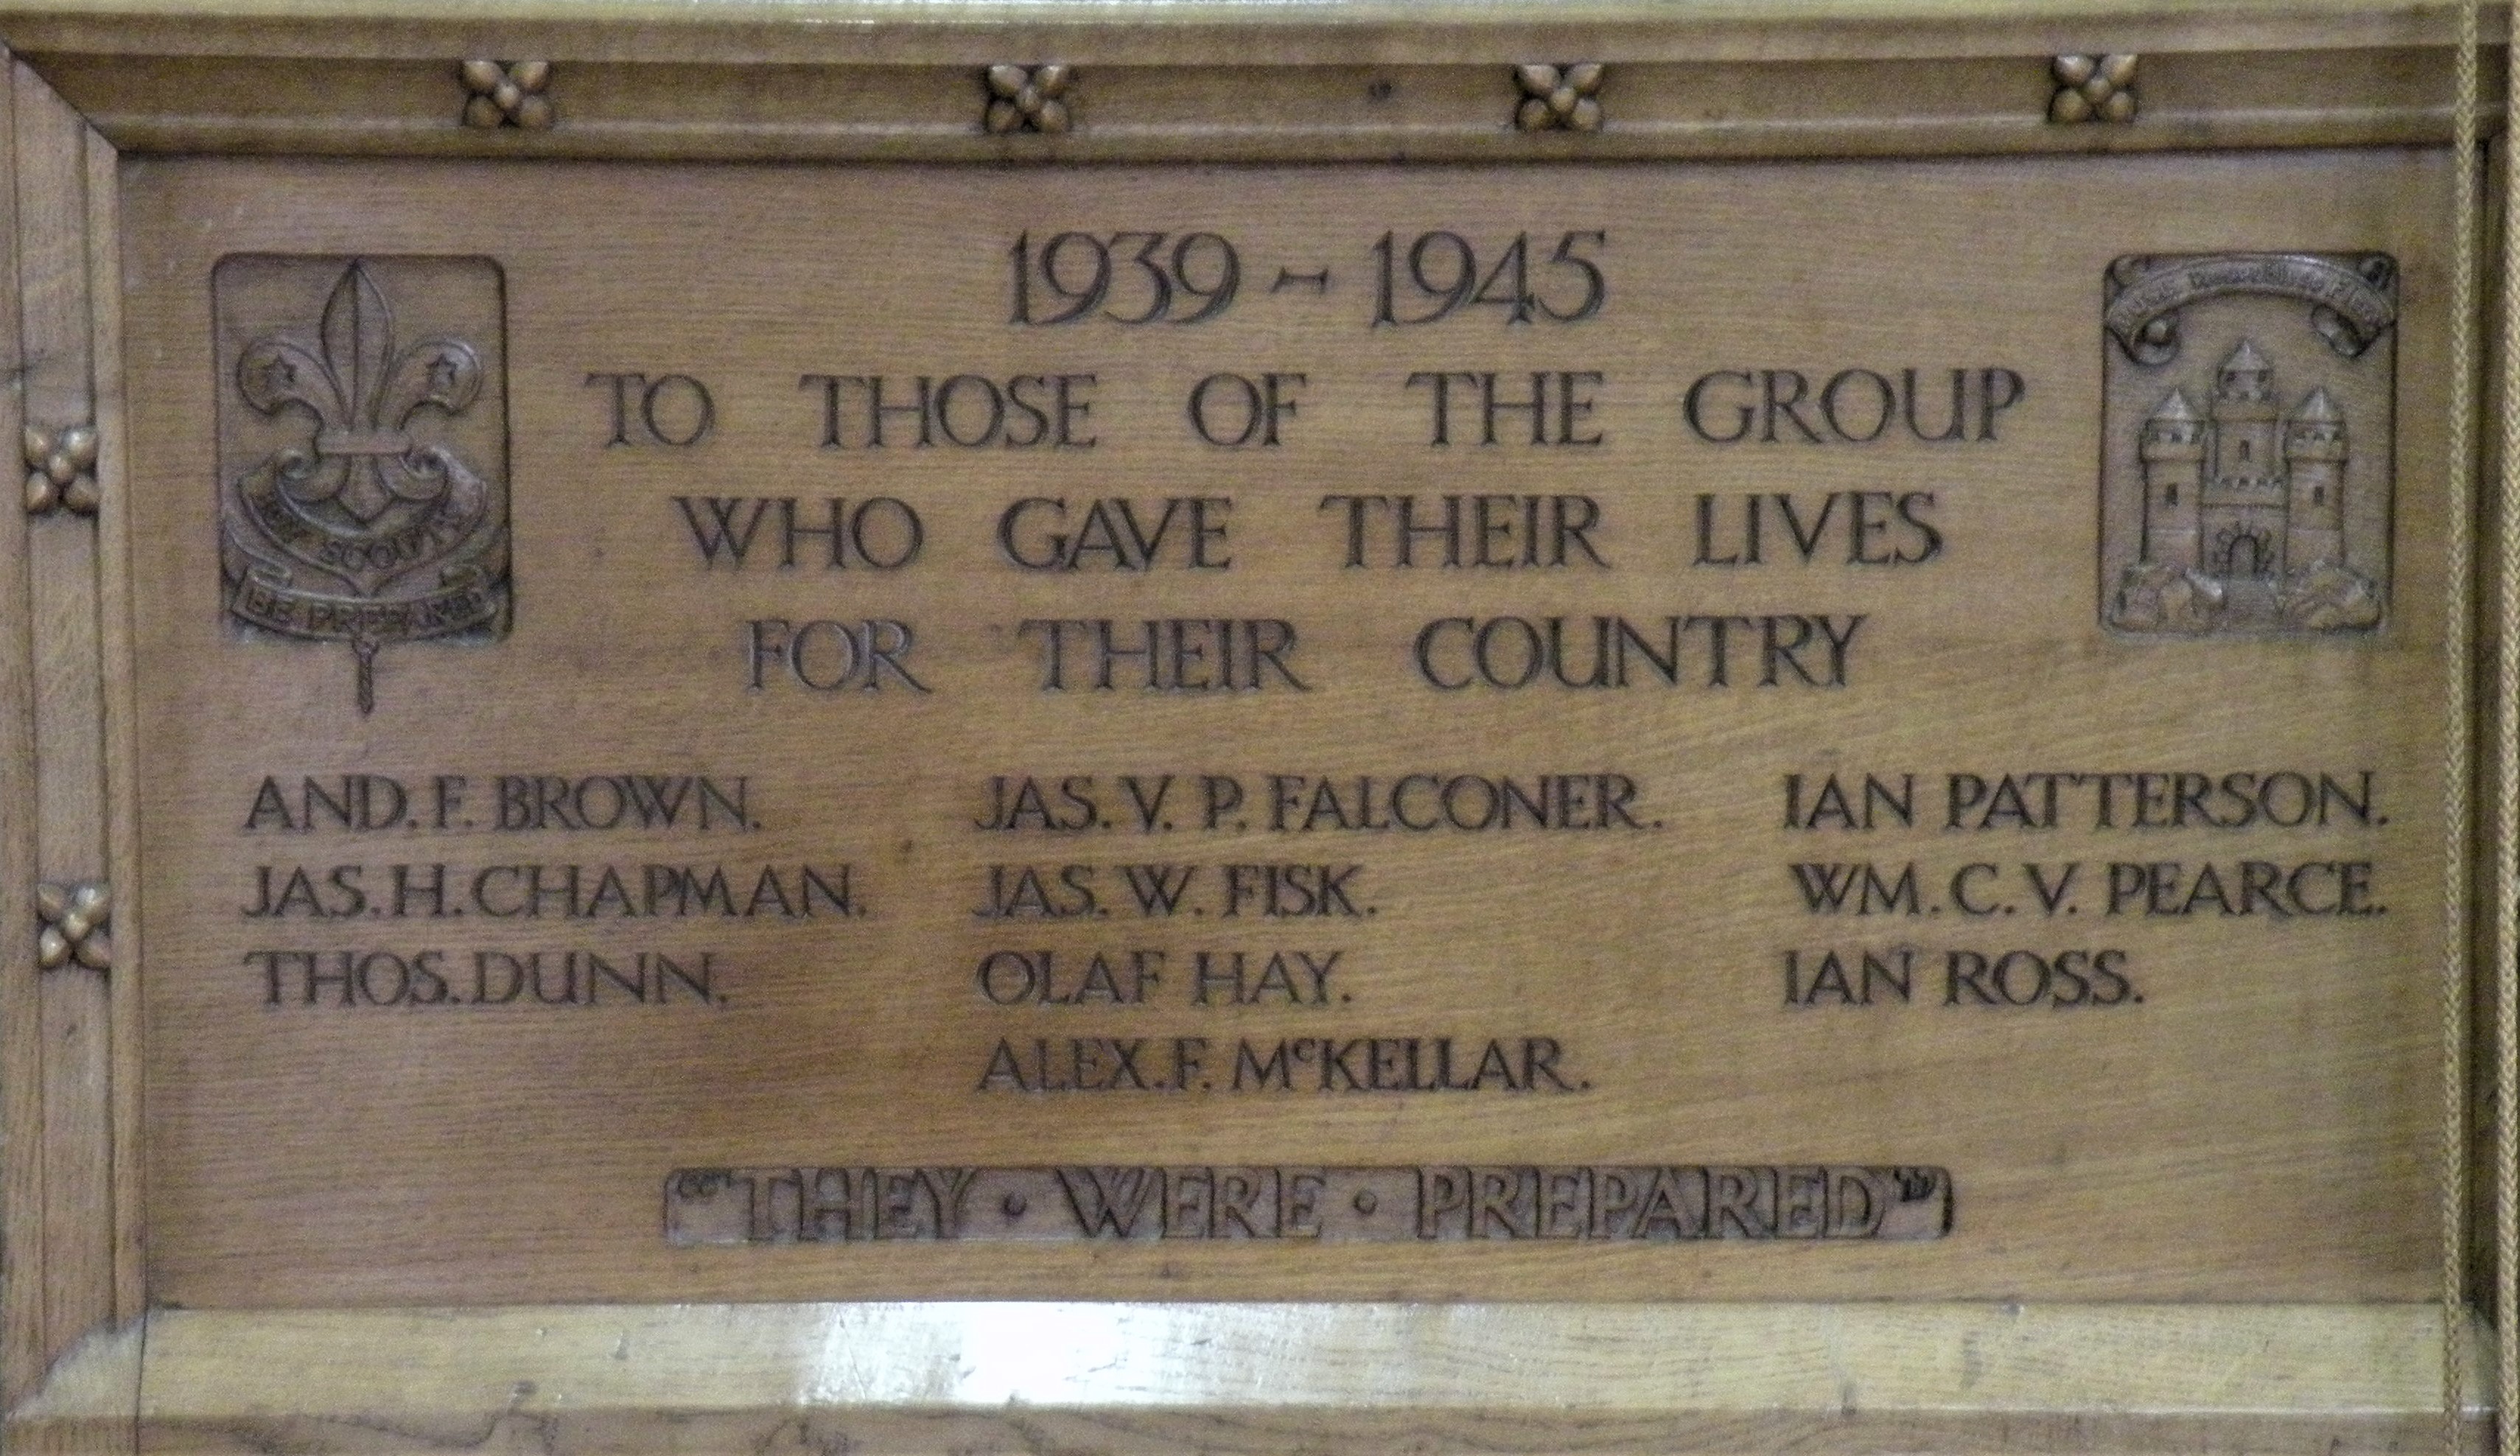 1939 - 1945
TO THOSE OF THE GROUP
WHO GAVE THEIR LIVES
FOR THEIR COUNTRY
BOY SCOUTS
BE PREPARED
AND. F. BROWN.
JAS. H. CHAPMAN.
THOS. DUNN.
JAS. V. P. FALCONER.
JAS. W. FISK.
OLAF HAY.
ALEX. F. McKELLAR.
IAN PATTERSON.
WM. C. V. PEARCE.
IAN ROSS.
"THEY · WERE · PREPARED"